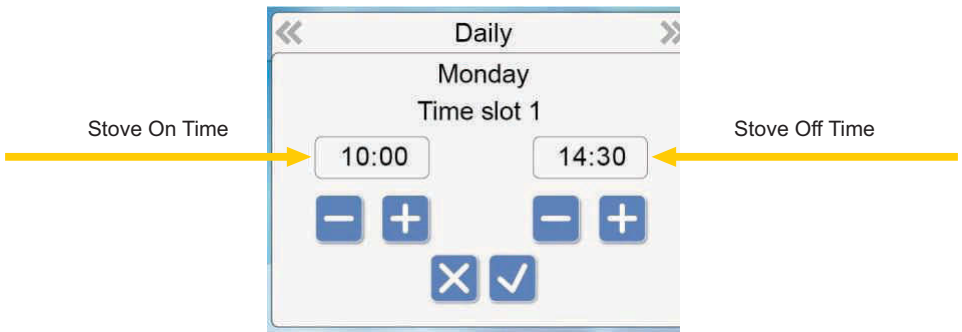 Daily
Monday
Time slot 1
Stove On Time
Stove Off Time
10:00
14:30